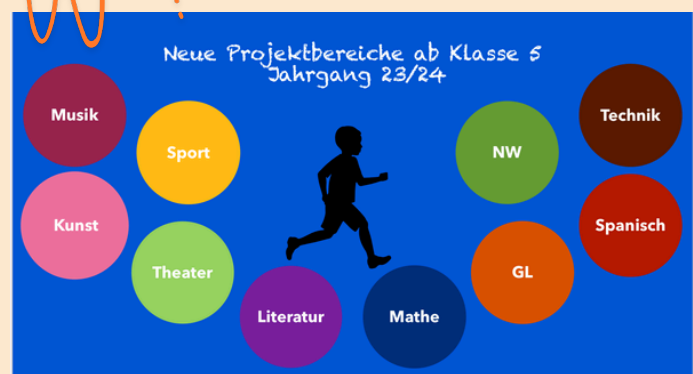 Neue Projektbereiche ab Klasse 5
Jahrgang 23/24
Musik
Sport
NW
Technik
Kunst
Theater
GL
Spanisch
Literatur
Mathe